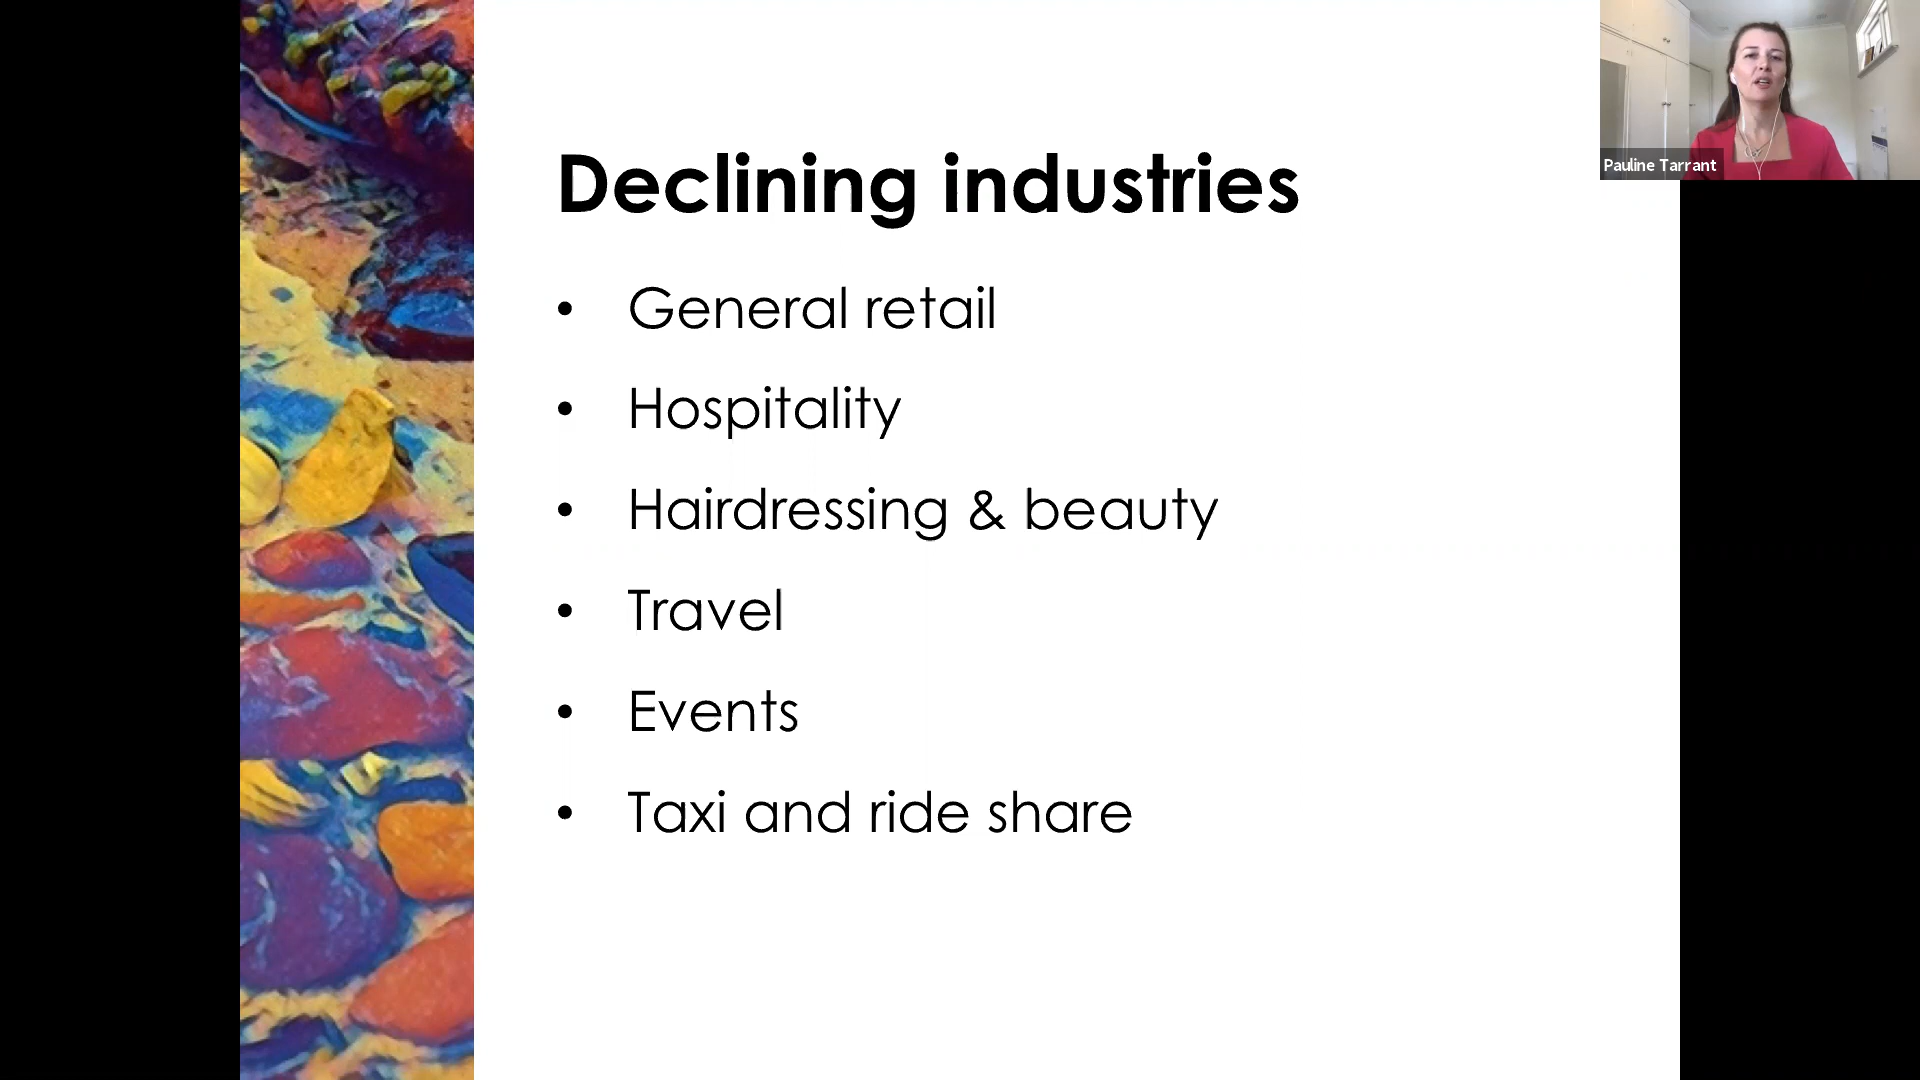 Declining industries
• General retail
• Hospitality
• Hairdressing & beauty
• Travel
• Events
• Taxi and ride share
Pauline Tarrant